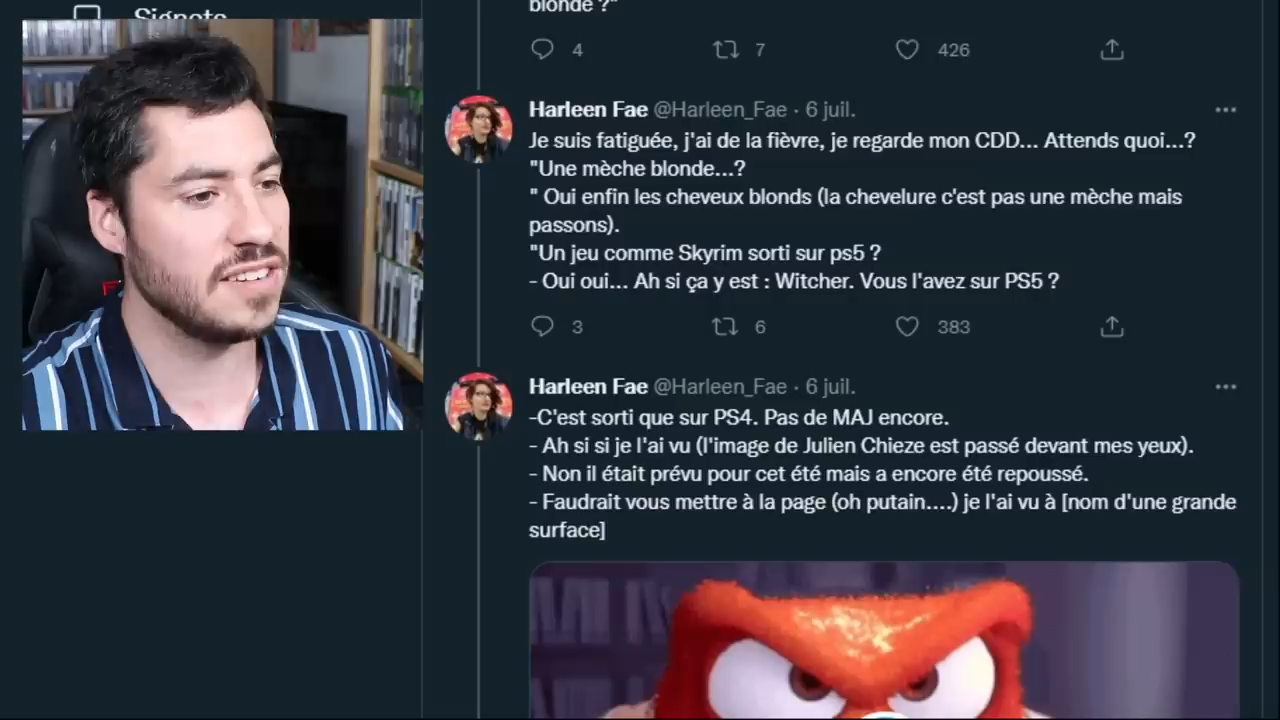 Signets
blonde ?"
4 7 426
Harleen Fae @Harleen_Fae · 6 juil.
Je suis fatiguée, j'ai de la fièvre, je regarde mon CDD... Attends quoi...?
"Une mèche blonde...?
" Oui enfin les cheveux blonds (la chevelure c'est pas une mèche mais
passons).
"Un jeu comme Skyrim sorti sur ps5 ?
- Oui oui... Ah si ça y est : Witcher. Vous l'avez sur PS5 ?
3 6 383
Harleen Fae @Harleen_Fae · 6 juil.
-C'est sorti que sur PS4. Pas de MAJ encore.
- Ah si si je l'ai vu (l'image de Julien Chieze est passé devant mes yeux).
- Non il était prévu pour cet été mais a encore été repoussé.
- Faudrait vous mettre à la page (oh putain....) je l'ai vu à [nom d'une grande
surface]